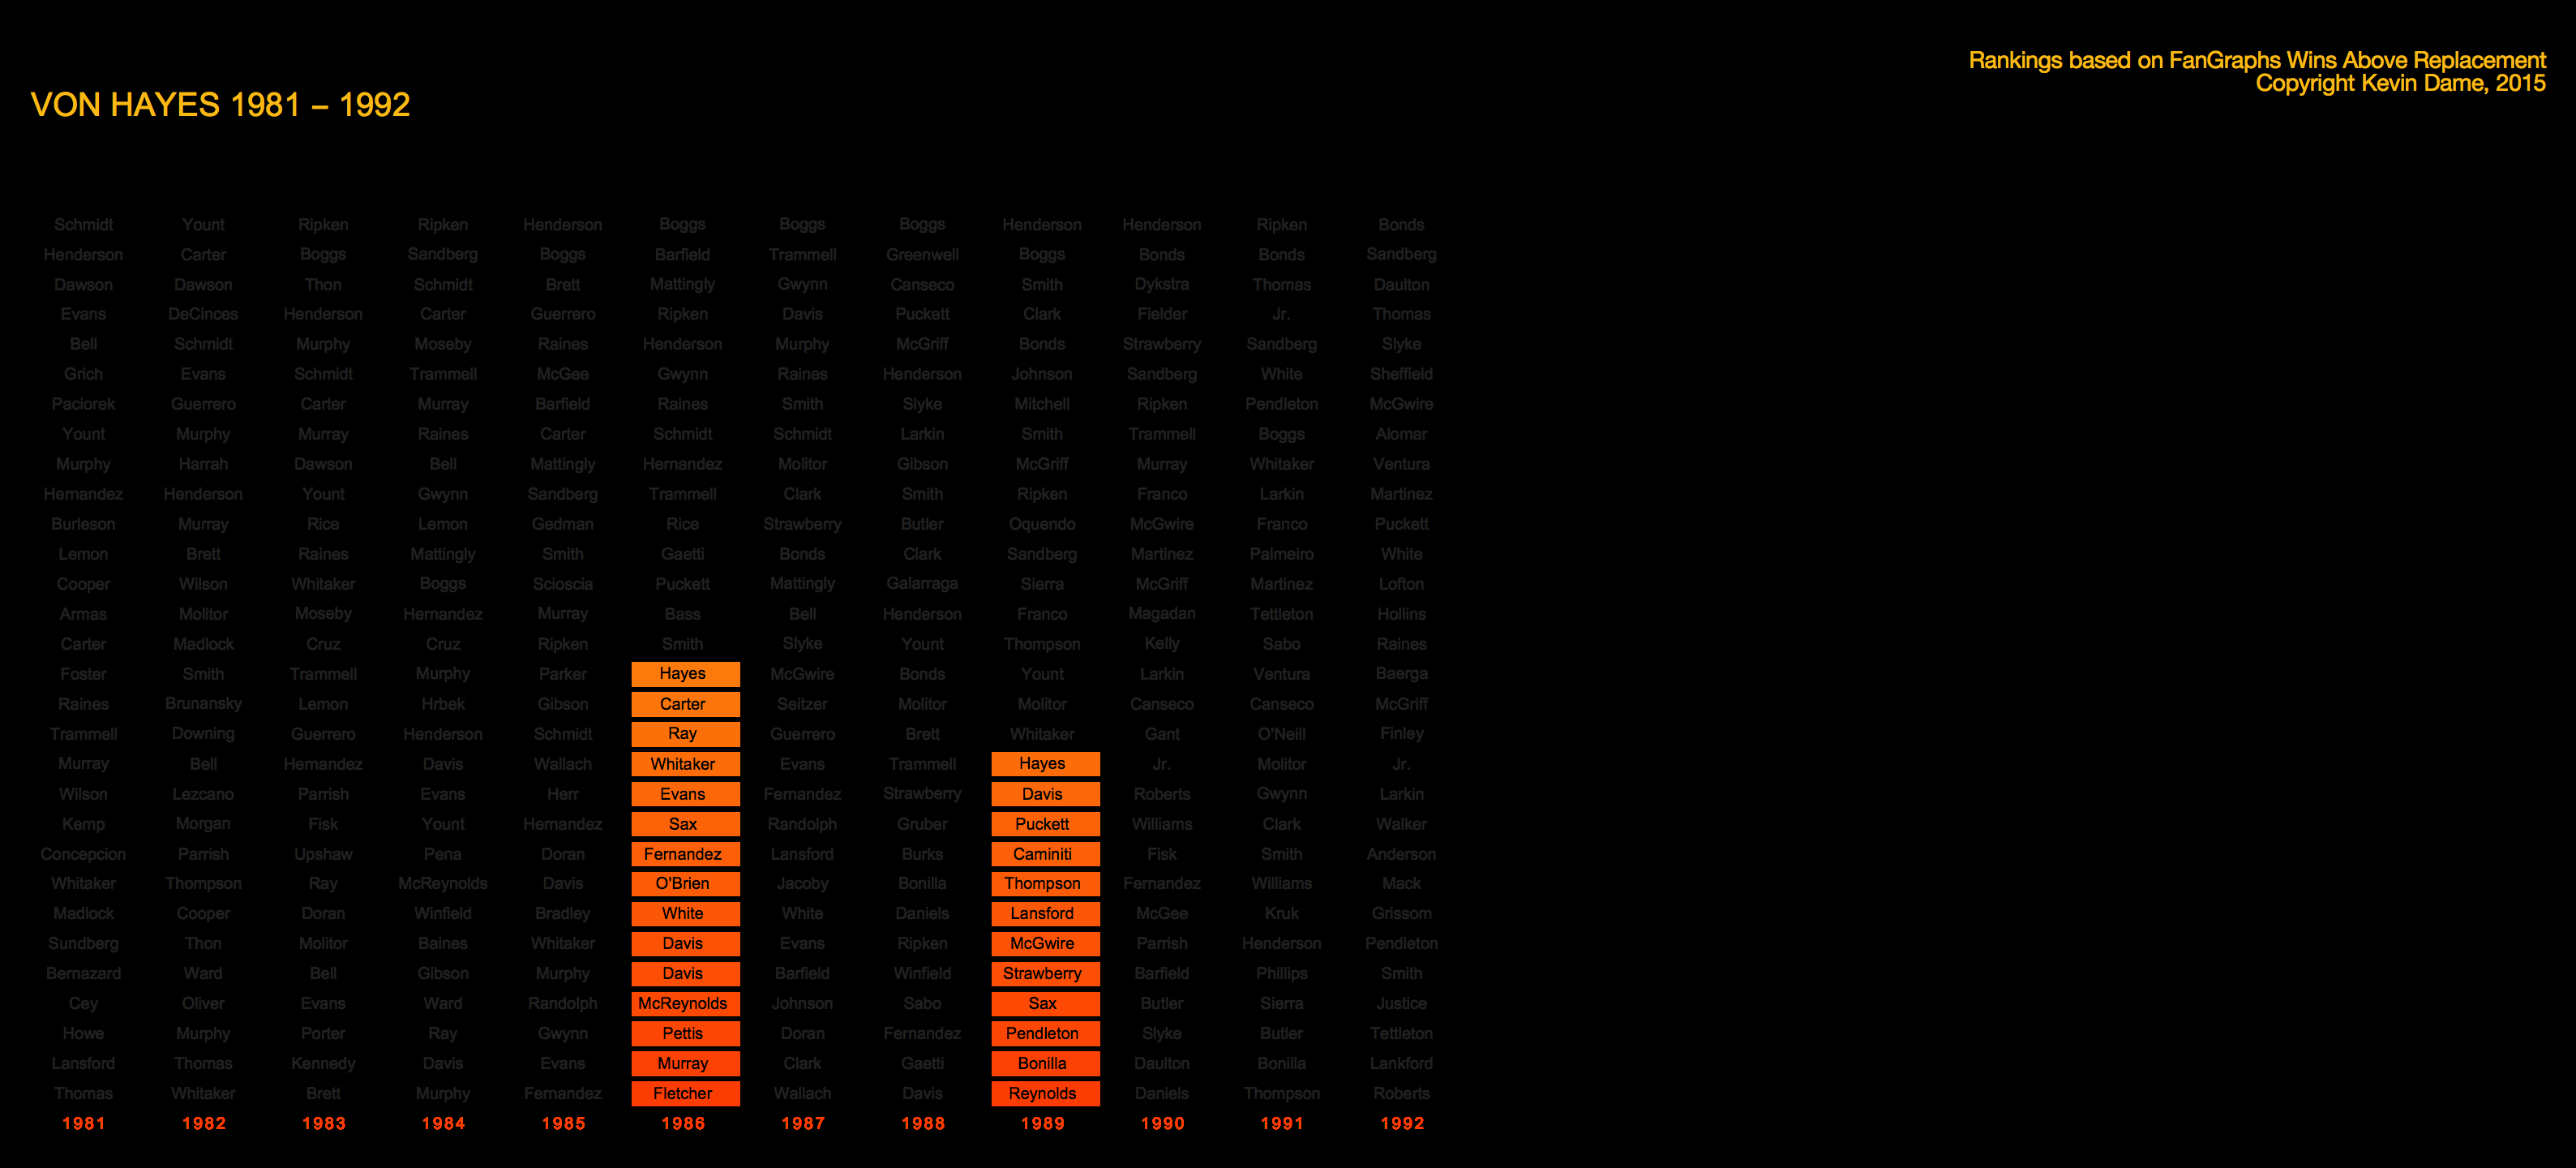 Rankings based on FanGraphs Wins Above Replacement
Copyright Kevin Dame, 2015
VON HAYES 1981 – 1992
Schmidt Yount Ripken Ripken Henderson Boggs Boggs Boggs Henderson Henderson Ripken Bonds
Henderson Carter Boggs Sandberg Boggs Barfield Trammell Greenwell Boggs Bonds Bonds Sandberg
Dawson Dawson Thon Schmidt Brett Mattingly Gwynn Canseco Smith Dykstra Thomas Daulton
Evans DeCinces Henderson Carter Guerrero Ripken Davis Puckett Clark Fielder Jr. Thomas
Bell Schmidt Murphy Moseby Raines Henderson Murphy McGriff Bonds Strawberry Sandberg Slyke
Grich Evans Schmidt Trammell McGee Gwynn Raines Henderson Johnson Sandberg White Sheffield
Paciorek Guerrero Carter Murray Barfield Raines Smith Slyke Mitchell Ripken Pendleton McGwire
Yount Murphy Murray Raines Carter Schmidt Schmidt Larkin Smith Trammell Boggs Alomar
Murphy Harrah Dawson Bell Mattingly Hernandez Molitor Gibson McGriff Murray Whitaker Ventura
Hernandez Henderson Yount Gwynn Sandberg Trammell Clark Smith Ripken Franco Larkin Martinez
Burleson Murray Rice Lemon Gedman Rice Strawberry Butler Oquendo McGwire Franco Puckett
Lemon Brett Raines Mattingly Smith Gaetti Bonds Clark Sandberg Martinez Palmeiro White
Cooper Wilson Whitaker Boggs Scioscia Puckett Mattingly Galarraga Sierra McGriff Martinez Lofton
Armas Molitor Moseby Hernandez Murray Bass Bell Henderson Franco Magadan Tettleton Hollins
Carter Madlock Cruz Cruz Ripken Smith Slyke Yount Thompson Kelly Sabo Raines
Foster Smith Trammell Murphy Parker Hayes McGwire Bonds Yount Larkin Ventura Baerga
Raines Brunansky Lemon Hrbek Gibson Carter Seitzer Molitor Molitor Canseco Canseco McGriff
Trammell Downing Guerrero Henderson Schmidt Ray Guerrero Brett Whitaker Gant O'Neill Finley
Murray Bell Hernandez Davis Wallach Whitaker Evans Trammell Hayes Jr. Molitor Jr.
Wilson Lezcano Parrish Evans Herr Evans Fernandez Strawberry Davis Roberts Gwynn Larkin
Kemp Morgan Fisk Yount Hernandez Sax Randolph Gruber Puckett Williams Clark Walker
Concepcion Parrish Upshaw Pena Doran Fernandez Lansford Burks Caminiti Fisk Smith Anderson
Whitaker Thompson Ray McReynolds Davis O'Brien Jacoby Bonilla Thompson Fernandez Williams Mack
Madlock Cooper Doran Winfield Bradley White White Daniels Lansford McGee Kruk Grissom
Sundberg Thon Molitor Baines Whitaker Davis Evans Ripken McGwire Parrish Henderson Pendleton
Bernazard Ward Bell Gibson Murphy Davis Barfield Winfield Strawberry Barfield Phillips Smith
Cey Oliver Evans Ward Randolph McReynolds Johnson Sabo Sax Butler Sierra Justice
Howe Murphy Porter Ray Gwynn Pettis Doran Fernandez Pendleton Slyke Butler Tettleton
Lansford Thomas Kennedy Davis Evans Murray Clark Gaetti Bonilla Daulton Bonilla Lankford
Thomas Whitaker Brett Murphy Fernandez Fletcher Wallach Davis Reynolds Daniels Thompson Roberts
1981 1982 1983 1984 1985 1986 1987 1988 1989 1990 1991 1992